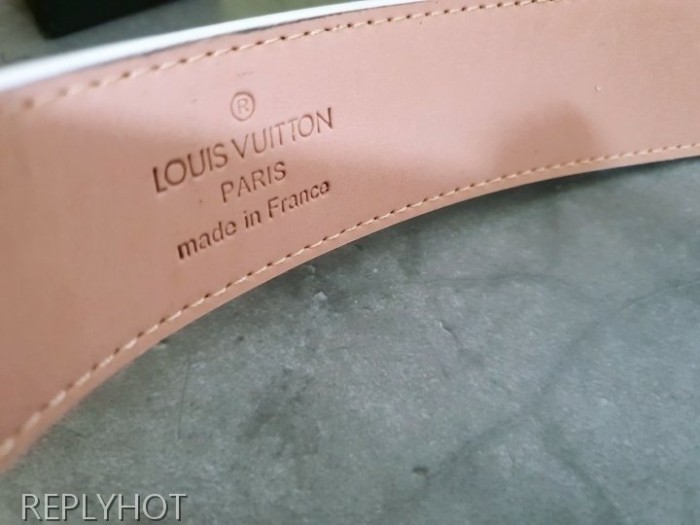 ®
LOUIS VUITTON
PARIS
made in France
REPLYHOT